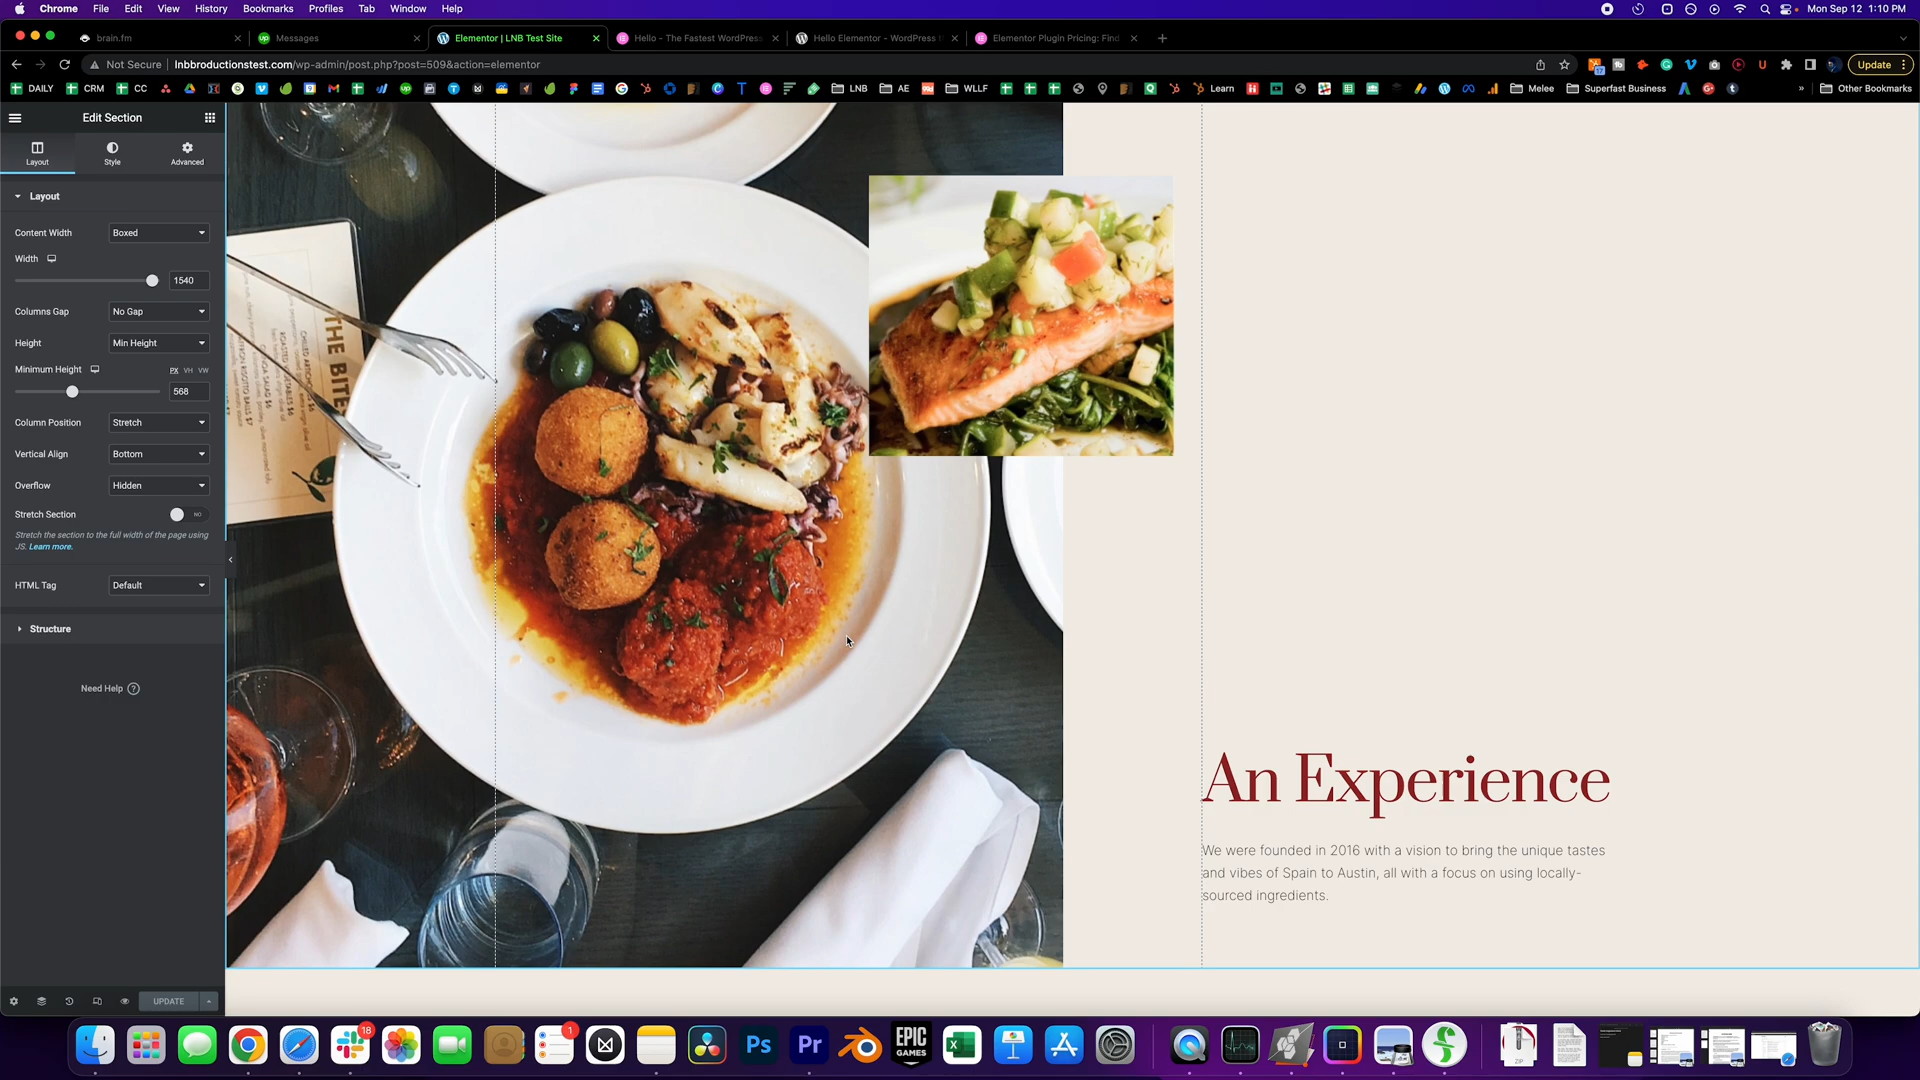 Chrome File Edit View History Bookmarks Profiles Tab Window Help Mon Sep 12 1:10 PM
brain.fm Messages Elementor | LNB Test Site Hello - The Fastest WordPress Hello Elementor - WordPress Elementor Plugin Pricing: Find
Not Secure lnbbroductionstest.com/wp-admin/post.php?post=509&action=elementor Update
DAILY CRM CC LNB AE WLLF Learn Melee Superfast Business » Other Bookmarks
Edit Section
Layout Style Advanced
Layout
Content Width Boxed
Width 1540
Columns Gap No Gap
Height Min Height
Minimum Height PX VH VW
568
Column Position Stretch
Vertical Align Bottom
Overflow Hidden
Stretch Section NO
Stretch the section to the full width of the page using
JS. Learn more.
HTML Tag Default
Structure
Need Help
UPDATE
THE BITE
An Experience
We were founded in 2016 with a vision to bring the unique tastes
and vibes of Spain to Austin, all with a focus on using locally-
sourced ingredients.
18
1
Ps
Pr
EPIC
GAMES
ZIP